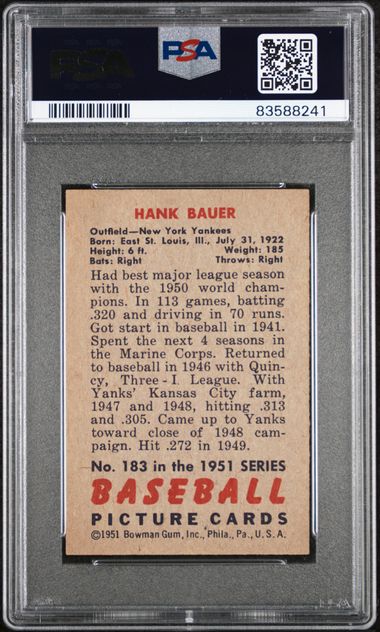 PSA
PSA
83588241
HANK BAUER
Outfield—New York Yankees
Born: East St. Louis, Ill., July 31, 1922
Height: 6 ft. Weight: 185
Bats: Right Throws: Right
Had best major league season
with the 1950 world cham-
pions. In 113 games, batting
.320 and driving in 70 runs.
Got start in baseball in 1941.
Spent the next 4 seasons in
the Marine Corps. Returned
to baseball in 1946 with Quin-
cy, Three-I. League. With
Yanks' Kansas City farm,
1947 and 1948, hitting .313
and .305. Came up to Yanks
toward close of 1948 cam-
paign. Hit .272 in 1949.
No. 183 in the 1951 SERIES
BASEBALL
PICTURE CARDS
©1951 Bowman Gum, Inc., Phila., Pa., U.S.A.